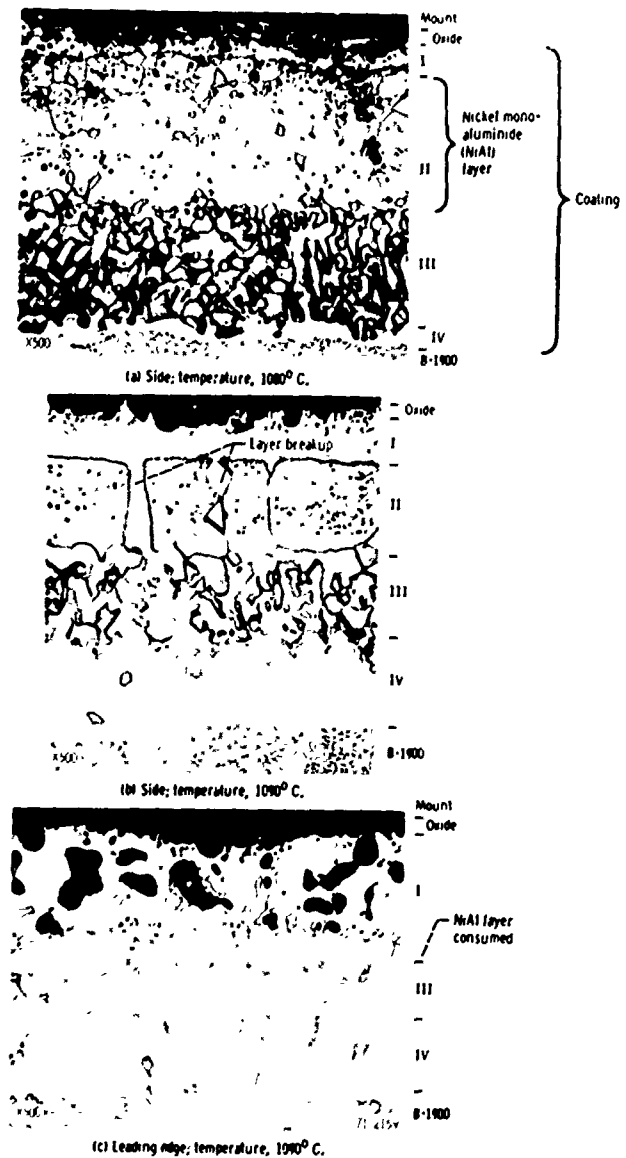 Mount
Oxide
I
Nickel mono-
aluminide
(NiAl)
layer
II
Coating
III
IV
X500
B-1900
(a) Side; temperature, 1080° C.
Oxide
I
Layer breakup
II
III
IV
X500
B-1900
(b) Side; temperature, 1090° C.
Mount
Oxide
I
NiAl layer
consumed
III
IV
X500
B-1900
(c) Leading edge; temperature, 1090° C.